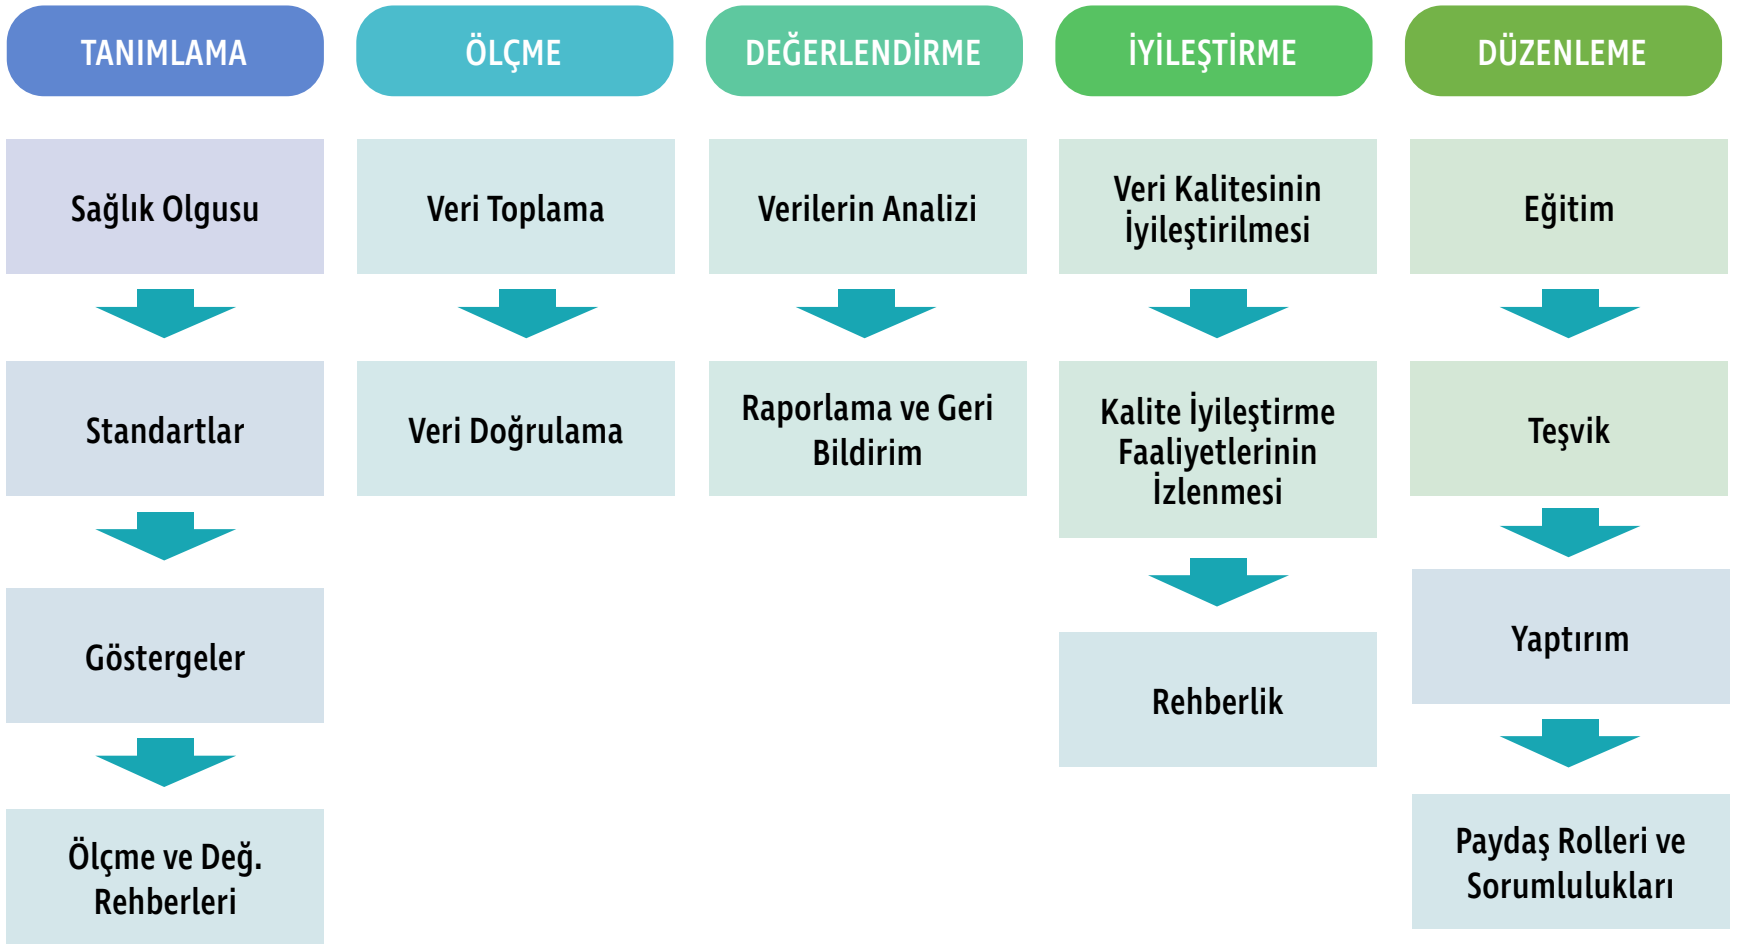 TANIMLAMA
ÖLÇME
DEĞERLENDİRME
İYİLEŞTİRME
DÜZENLEME
Sağlık Olgusu
Veri Toplama
Verilerin Analizi
Veri Kalitesinin
İyileştirilmesi
Eğitim
Standartlar
Veri Doğrulama
Raporlama ve Geri
Bildirim
Kalite İyileştirme
Faaliyetlerinin
İzlenmesi
Teşvik
Göstergeler
Rehberlik
Yaptırım
Ölçme ve Değ.
Rehberleri
Paydaş Rolleri ve
Sorumlulukları